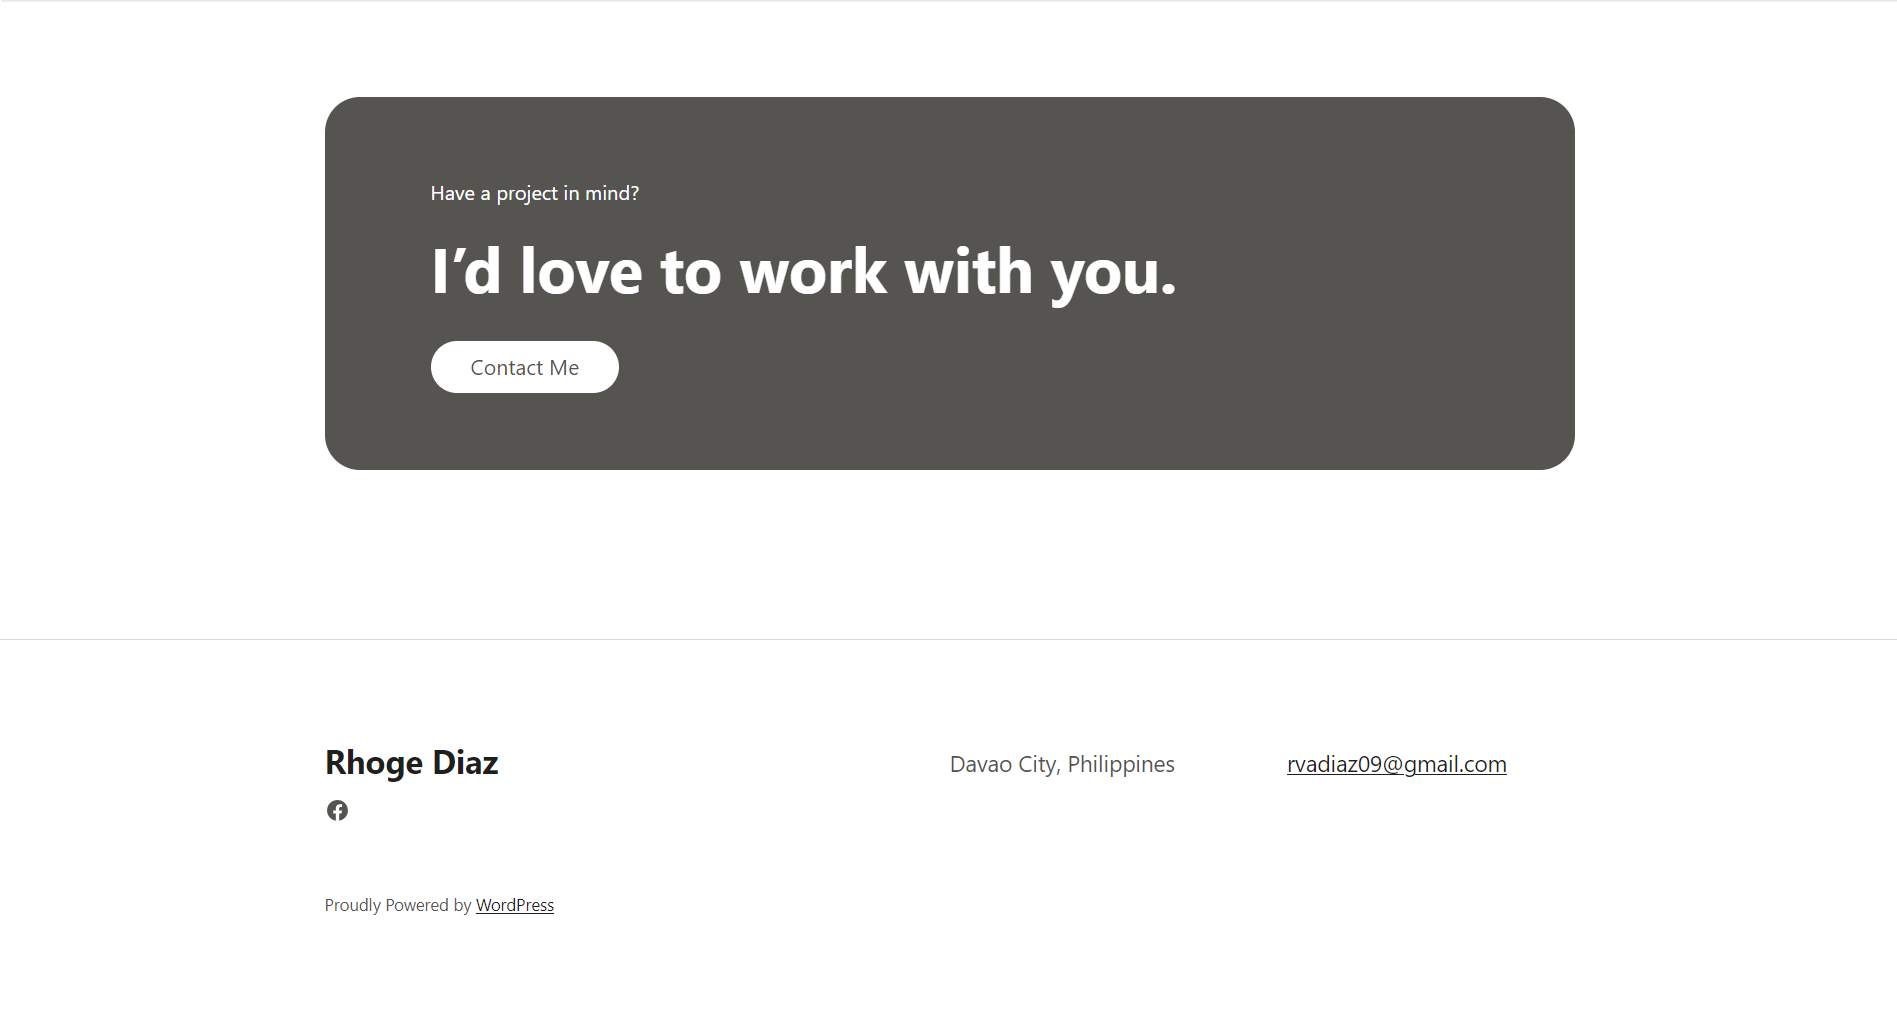 Have a project in mind?
I’d love to work with you.
Contact Me
Rhoge Diaz
Davao City, Philippines
rvadiaz09@gmail.com
Proudly Powered by WordPress